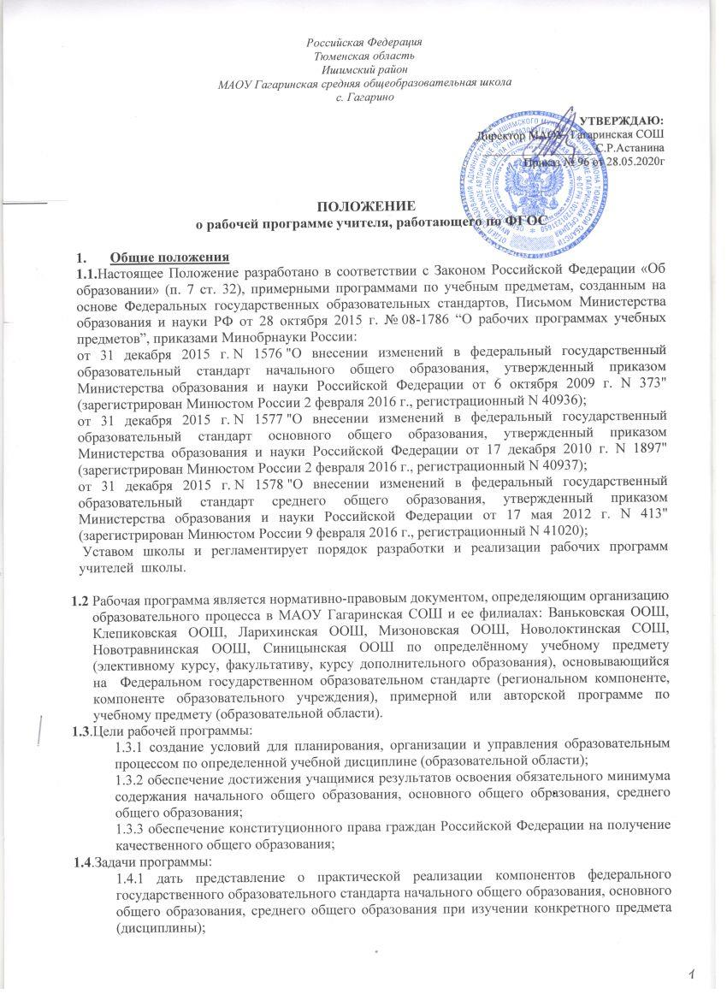 Российская Федерация
Тюменская область
Ишимский район
МАОУ Гагаринская средняя общеобразовательная школа
с. Гагарино
УТВЕРЖДАЮ:
Директор МАОУ Гагаринская СОШ
С.Р.Астанина
Приказ № 96 от 28.05.2020г
ПОЛОЖЕНИЕ
о рабочей программе учителя, работающего по ФГОС
1. Общие положения
1.1.Настоящее Положение разработано в соответствии с Законом Российской Федерации «Об
образовании» (п. 7 ст. 32), примерными программами по учебным предметам, созданным на
основе Федеральных государственных образовательных стандартов, Письмом Министерства
образования и науки РФ от 28 октября 2015 г. № 08-1786 “О рабочих программах учебных
предметов”, приказами Минобрнауки России:
от 31 декабря 2015 г. N 1576 "О внесении изменений в федеральный государственный
образовательный стандарт начального общего образования, утвержденный приказом
Министерства образования и науки Российской Федерации от 6 октября 2009 г. N 373"
(зарегистрирован Минюстом России 2 февраля 2016 г., регистрационный N 40936);
от 31 декабря 2015 г. N 1577 "О внесении изменений в федеральный государственный
образовательный стандарт основного общего образования, утвержденный приказом
Министерства образования и науки Российской Федерации от 17 декабря 2010 г. N 1897"
(зарегистрирован Минюстом России 2 февраля 2016 г., регистрационный N 40937);
от 31 декабря 2015 г. N 1578 "О внесении изменений в федеральный государственный
образовательный стандарт среднего общего образования, утвержденный приказом
Министерства образования и науки Российской Федерации от 17 мая 2012 г. N 413"
(зарегистрирован Минюстом России 9 февраля 2016 г., регистрационный N 41020);
Уставом школы и регламентирует порядок разработки и реализации рабочих программ
учителей школы.
1.2 Рабочая программа является нормативно-правовым документом, определяющим организацию
образовательного процесса в МАОУ Гагаринская СОШ и ее филиалах: Ваньковская ООШ,
Клепиковская ООШ, Ларихинская ООШ, Мизоновская ООШ, Новолоктинская СОШ,
Новотравнинская ООШ, Синицынская ООШ по определённому учебному предмету
(элективному курсу, факультативу, курсу дополнительного образования), основывающийся
на Федеральном государственном образовательном стандарте (региональном компоненте,
компоненте образовательного учреждения), примерной или авторской программе по
учебному предмету (образовательной области).
1.3.Цели рабочей программы:
1.3.1 создание условий для планирования, организации и управления образовательным
процессом по определенной учебной дисциплине (образовательной области);
1.3.2 обеспечение достижения учащимися результатов освоения обязательного минимума
содержания начального общего образования, основного общего образования, среднего
общего образования;
1.3.3 обеспечение конституционного права граждан Российской Федерации на получение
качественного общего образования;
1.4.Задачи программы:
1.4.1 дать представление о практической реализации компонентов федерального
государственного образовательного стандарта начального общего образования, основного
общего образования, среднего общего образования при изучении конкретного предмета
(дисциплины);
1